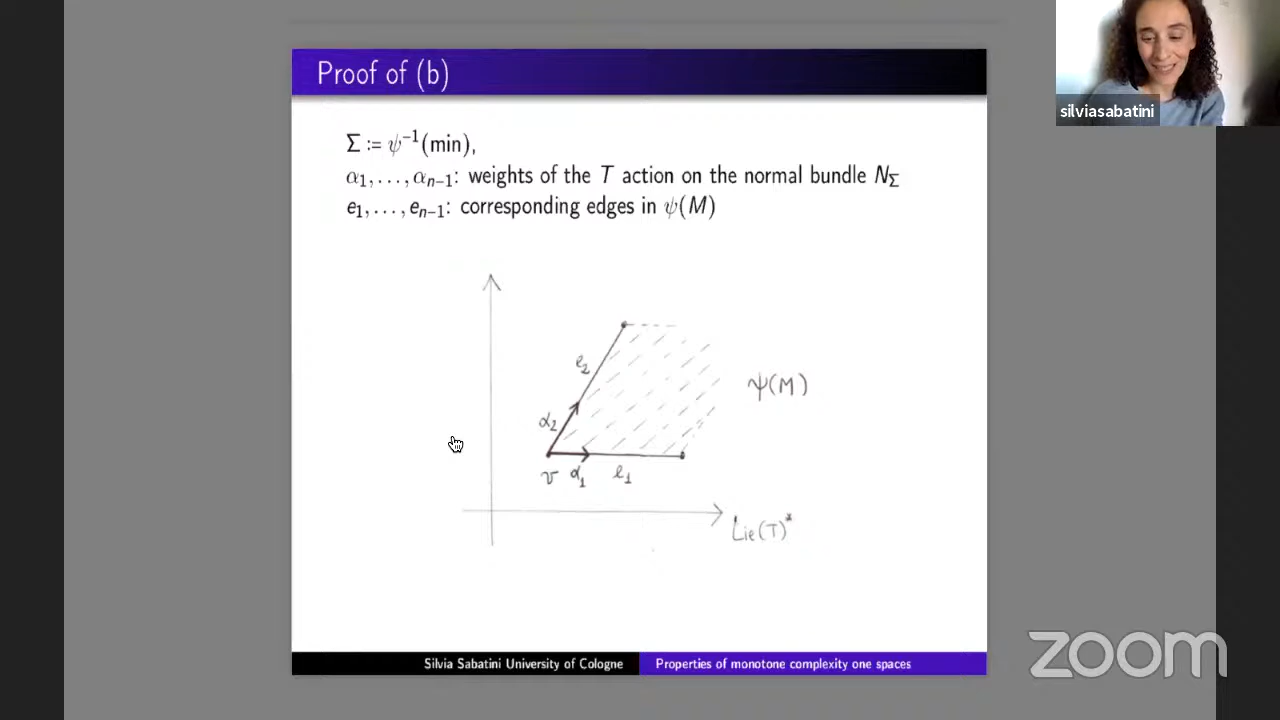 Proof of (b)
silviasabatini
Σ := ψ⁻¹(min),
α₁, . . . , αₙ₋₁: weights of the T action on the normal bundle N_Σ
e₁, . . . , eₙ₋₁: corresponding edges in ψ(M)
e₂
ψ(M)
α₂
v α₁ e₁
Lie(T)*
zoom
Silvia Sabatini University of Cologne Properties of monotone complexity one spaces